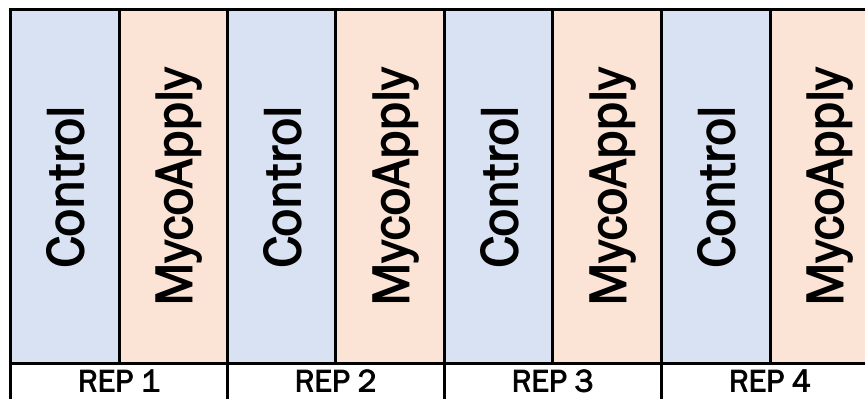 Control
MycoApply
Control
MycoApply
Control
MycoApply
Control
MycoApply
REP 1
REP 2
REP 3
REP 4